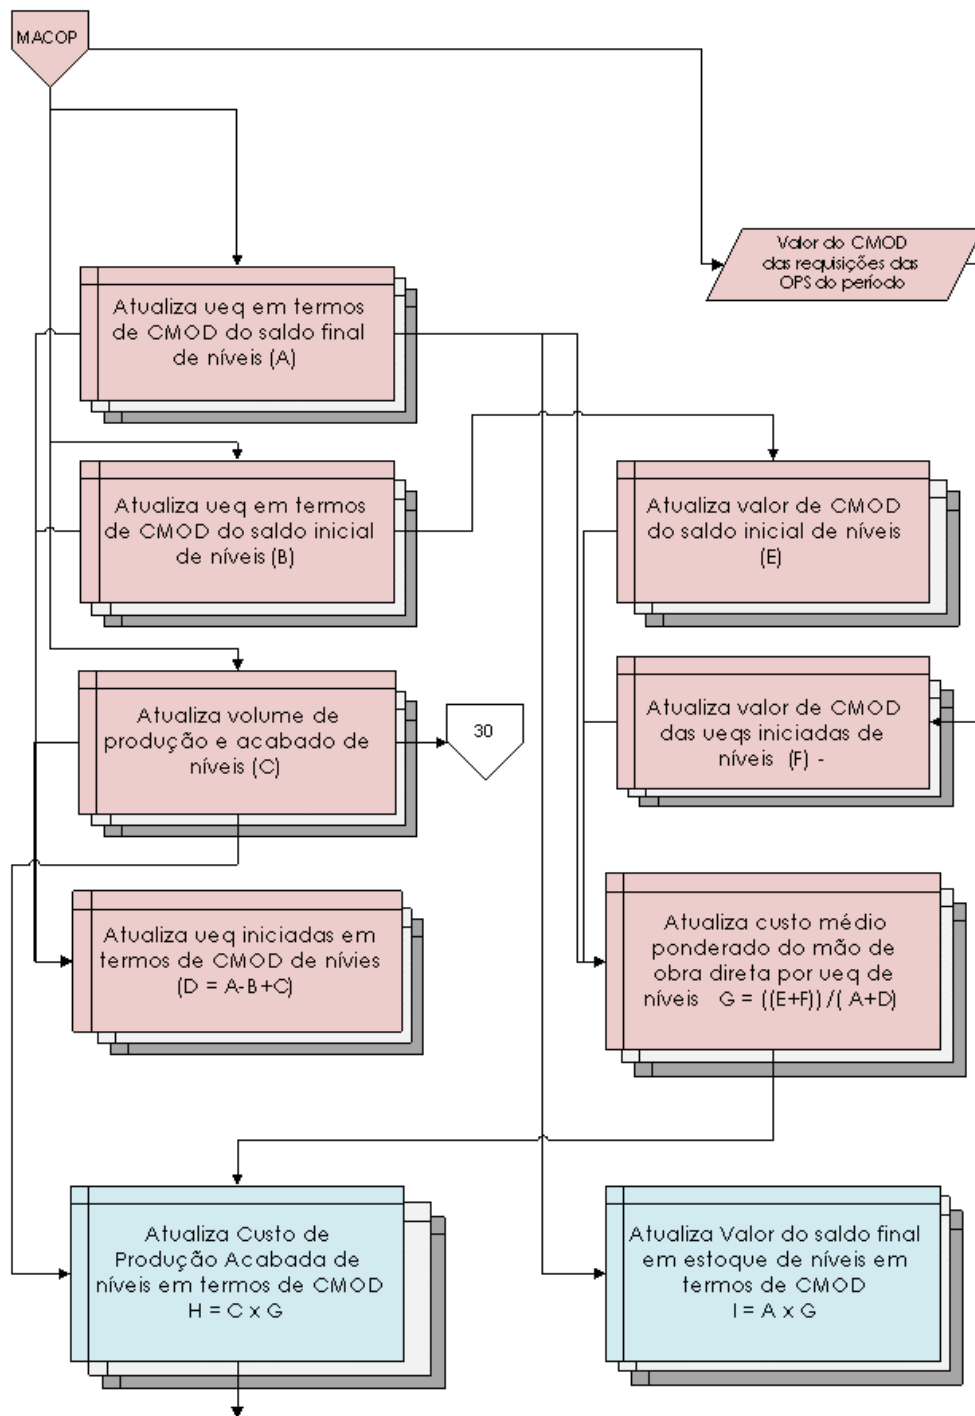 MACOP
Valor do CMOD
das requisições das
OPS do período
Atualiza ueq em termos
de CMOD do saldo final
de níveis (A)
Atualiza ueq em termos
de CMOD do saldo inicial
de níveis (B)
Atualiza valor de CMOD
do saldo inicial de níveis
(E)
Atualiza volume de
produção e acabado de
níveis (C)
30
Atualiza valor de CMOD
das ueqs iniciadas de
níveis (F) -
Atualiza ueq iniciadas em
termos de CMOD de nívies
(D = A-B+C)
Atualiza custo médio
ponderado do mão de
obra direta por ueq de
níveis G = ((E+F)) /( A+D)
Atualiza Custo de
Produção Acabada de
níveis em termos de CMOD
H = C x G
Atualiza Valor do saldo final
em estoque de níveis em
termos de CMOD
I = A x G